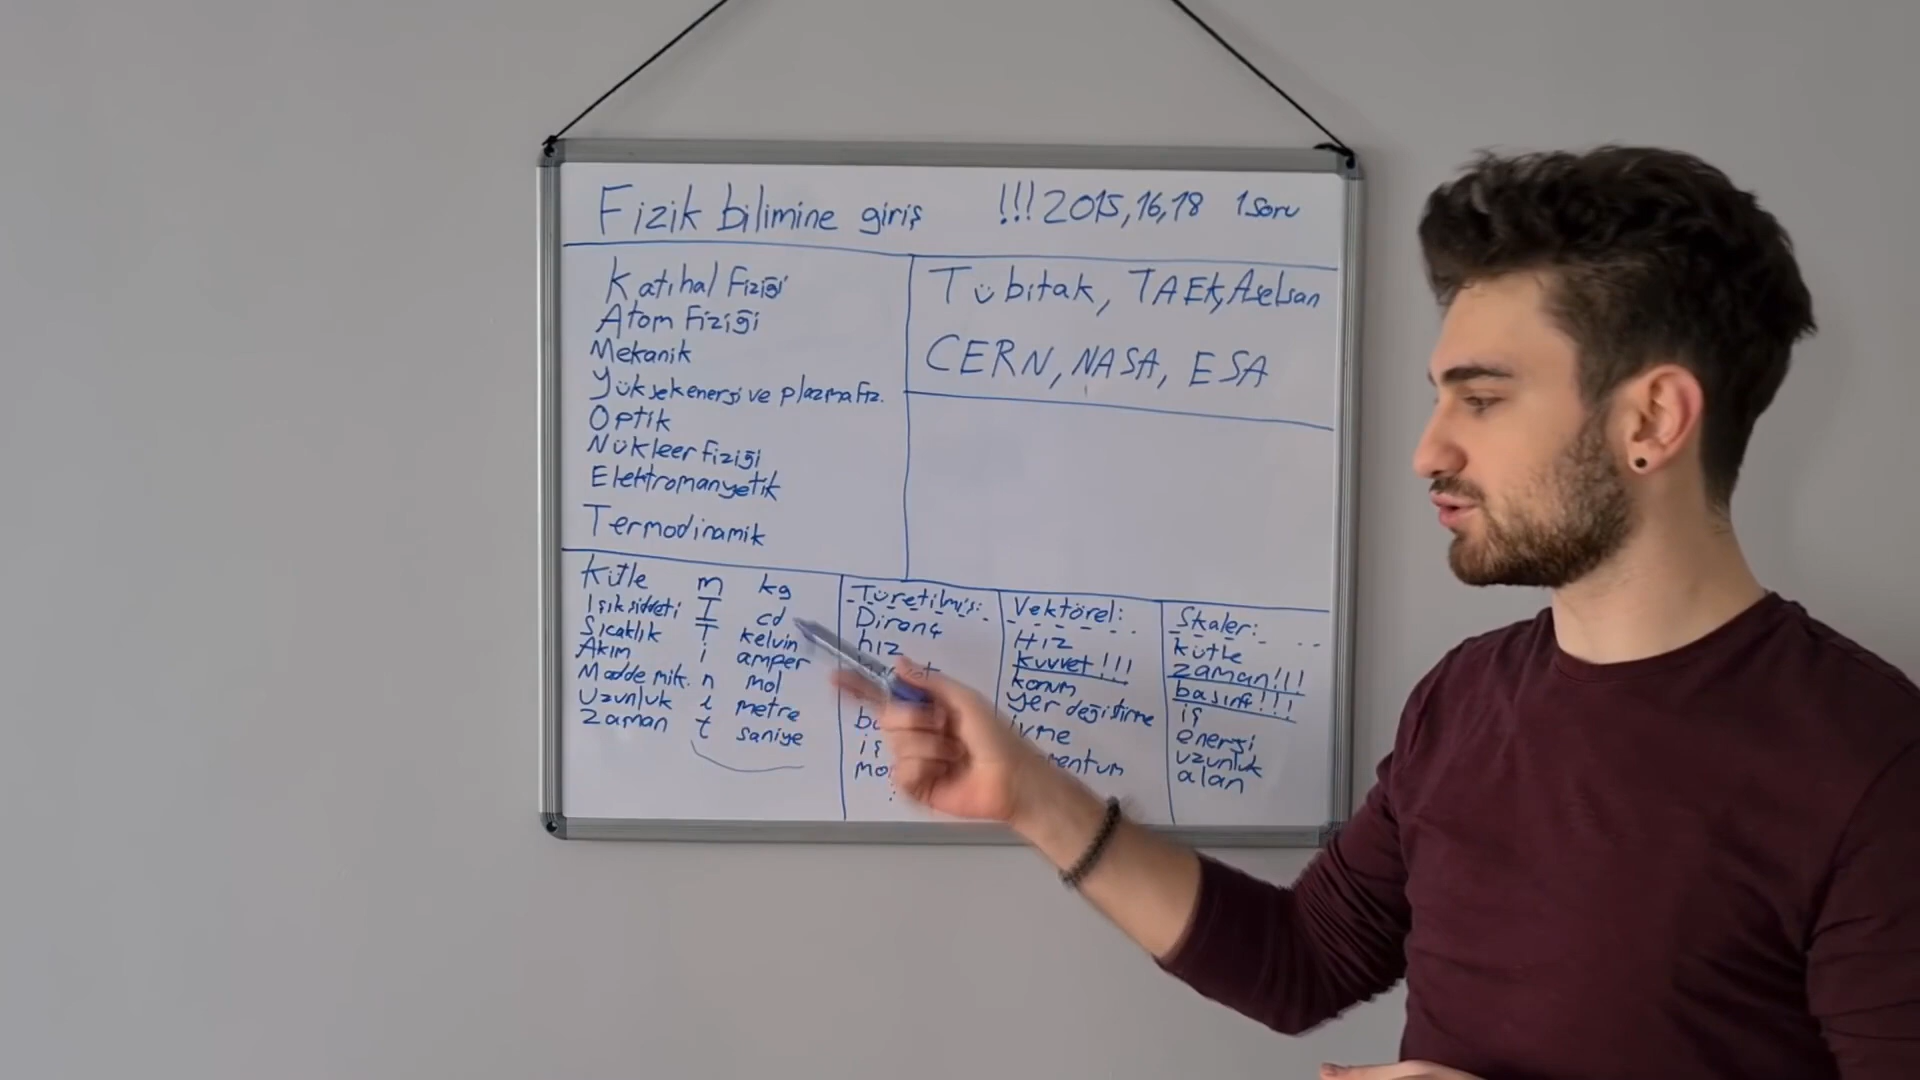 Fizik bilimine giriş !!! 2015, 16, 18 1 Soru
Katıhal Fiziği
Atom Fiziği
Mekanik
Yüksek enerji ve plazma Fiz.
Optik
Nükleer Fiziği
Elektromanyetik
Termodinamik
Tübitak, TAEK, Aselsan
CERN, NASA, ESA
Kütle m kg
Işık şiddeti I cd
Sıcaklık T kelvin
Akım i amper
Madde mik. n mol
Uzunluk l metre
Zaman t saniye
Türetilmiş:
Direnç
hız
iş
Vektörel:
Hız
kuvvet !!!
konum
yer değiştirme
ivme
Skaler:
kütle
zaman!!!
basınç!!!
iş
enerji
uzunluk
alan